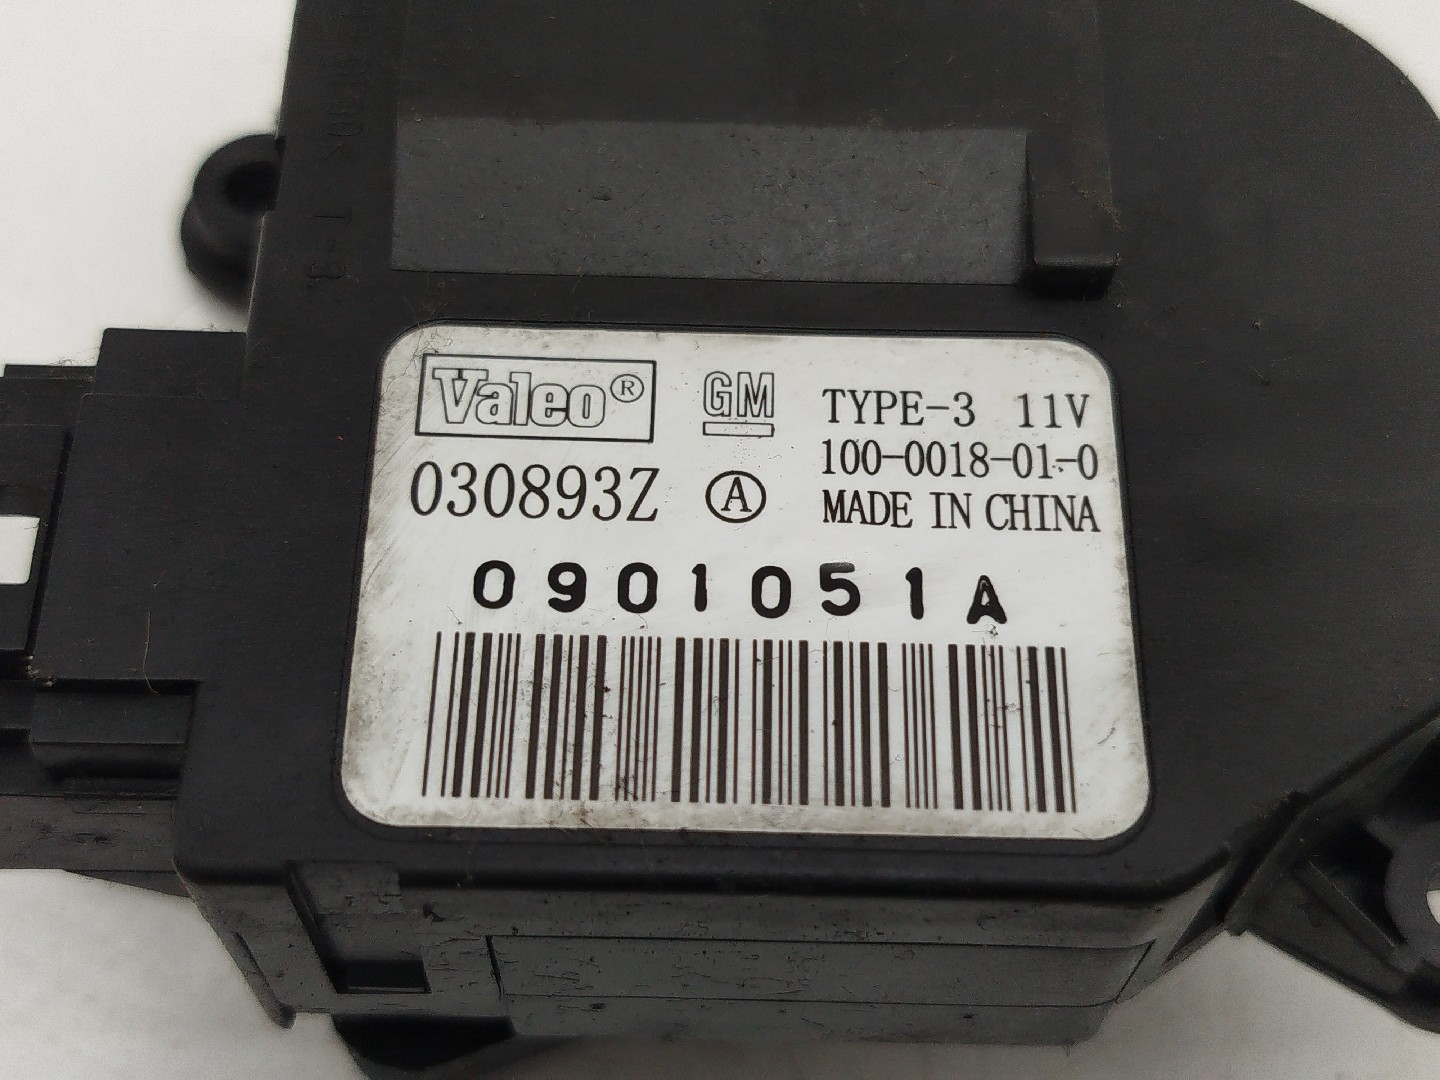 Valeo® GM TYPE-3 11V
100-0018-01-0
030893Z A MADE IN CHINA
0901051A